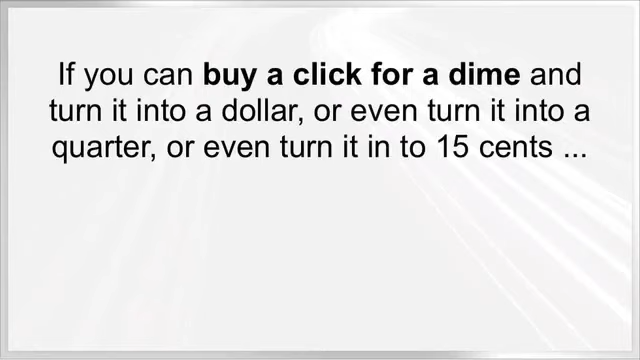 If you can buy a click for a dime and
turn it into a dollar, or even turn it into a
quarter, or even turn it in to 15 cents ...